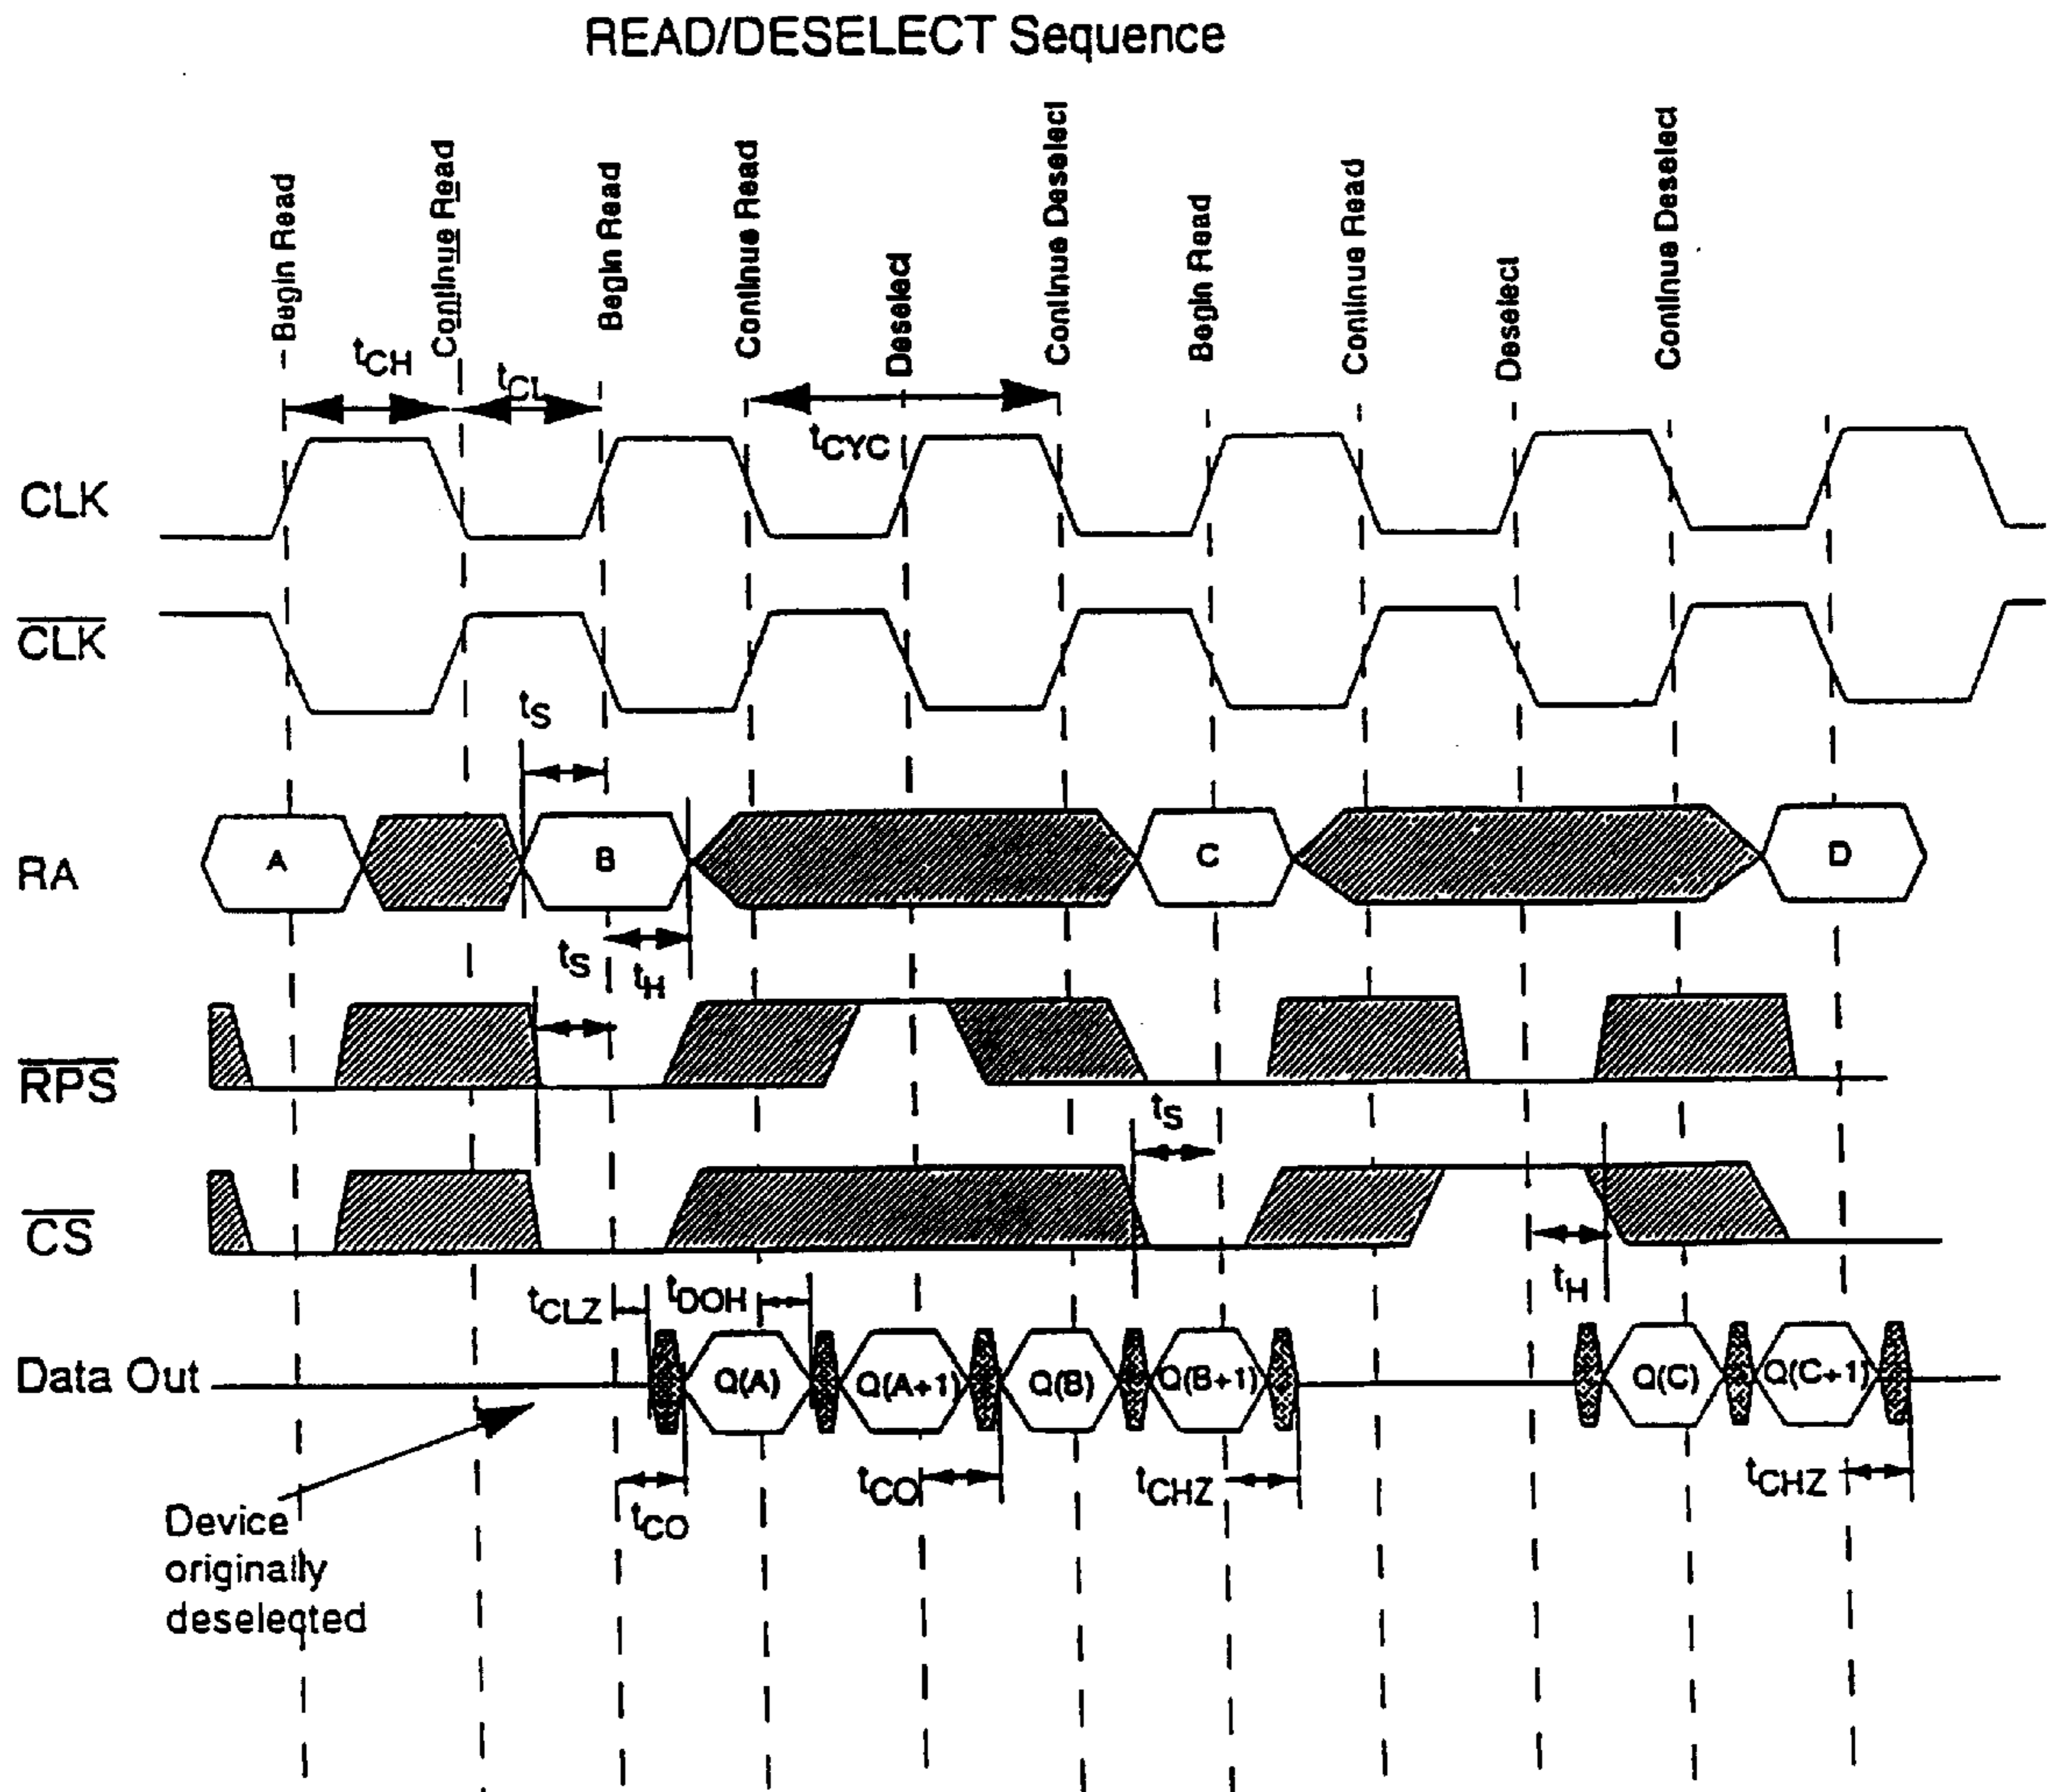 READ/DESELECT Sequence
Begin Read
Continue Read
Begin Read
Continue Read
Deselect
Continue Deselect
Begin Read
Continue Read
Deselect
Continue Deselect
tCH
tCL
tCYC
CLK
CLK
tS
RA
A
B
C
D
tS
tH
RPS
tS
CS
tH
tCLZ
tDOH
Data Out
Q(A)
Q(A+1)
Q(B)
Q(B+1)
Q(C)
Q(C+1)
tCO
tCO
tCHZ
tCHZ
Device
originally
deselected